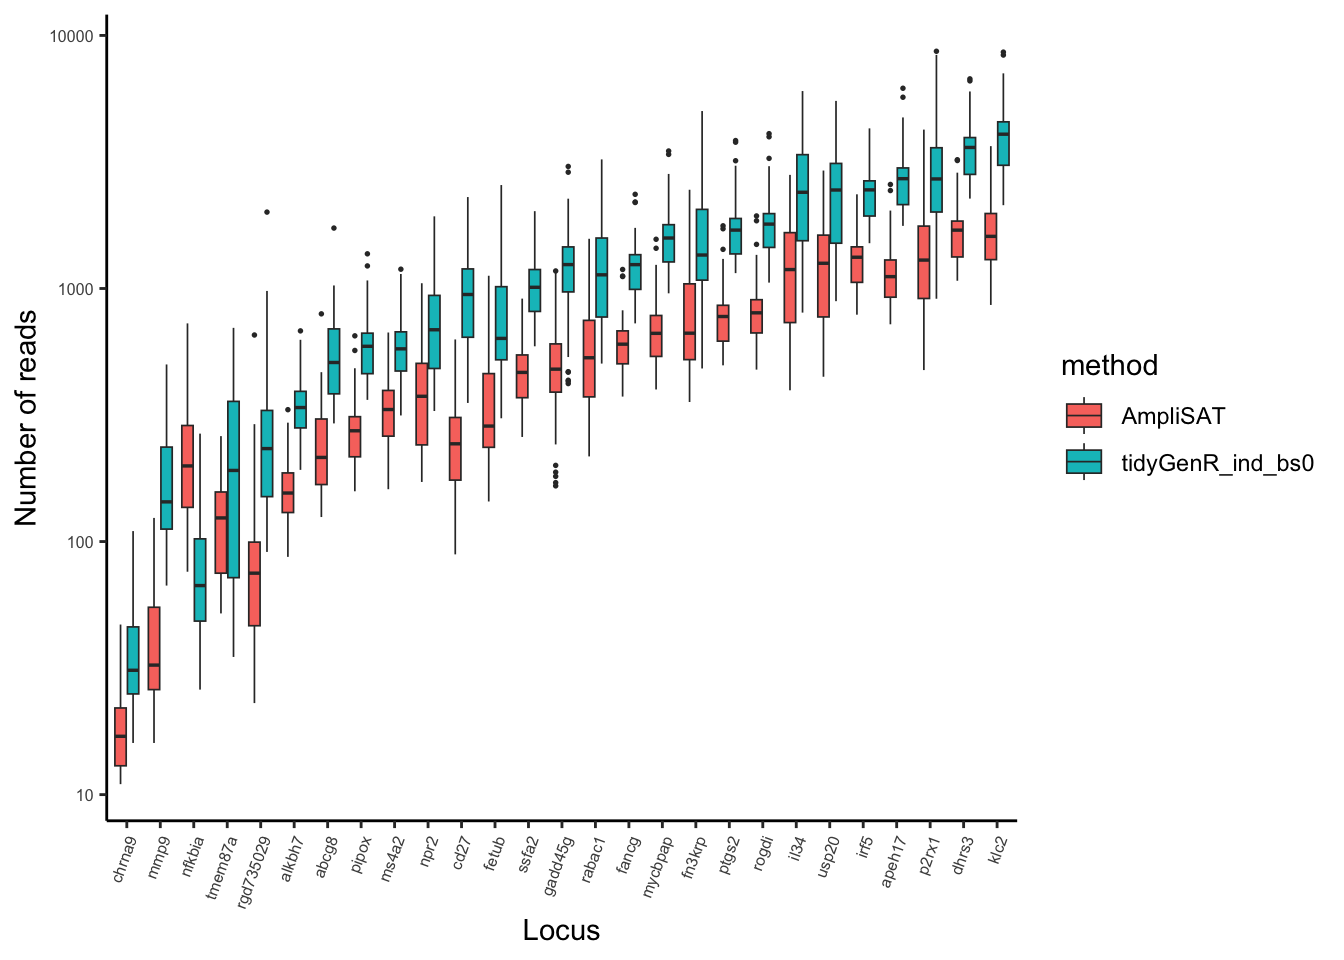 10000
1000
100
10
Number of reads
chrna9
mmp9
nfkbia
tmem87a
rgd735029
alkbh7
abcg8
pipox
ms4a2
npr2
cd27
fetub
ssfa2
gadd45g
rabac1
fancg
mycbpap
fn3krp
ptgs2
rogdi
il34
usp20
irf5
apeh17
p2rx1
dhrs3
klc2
Locus
method
AmpliSAT
tidyGenR_ind_bs0